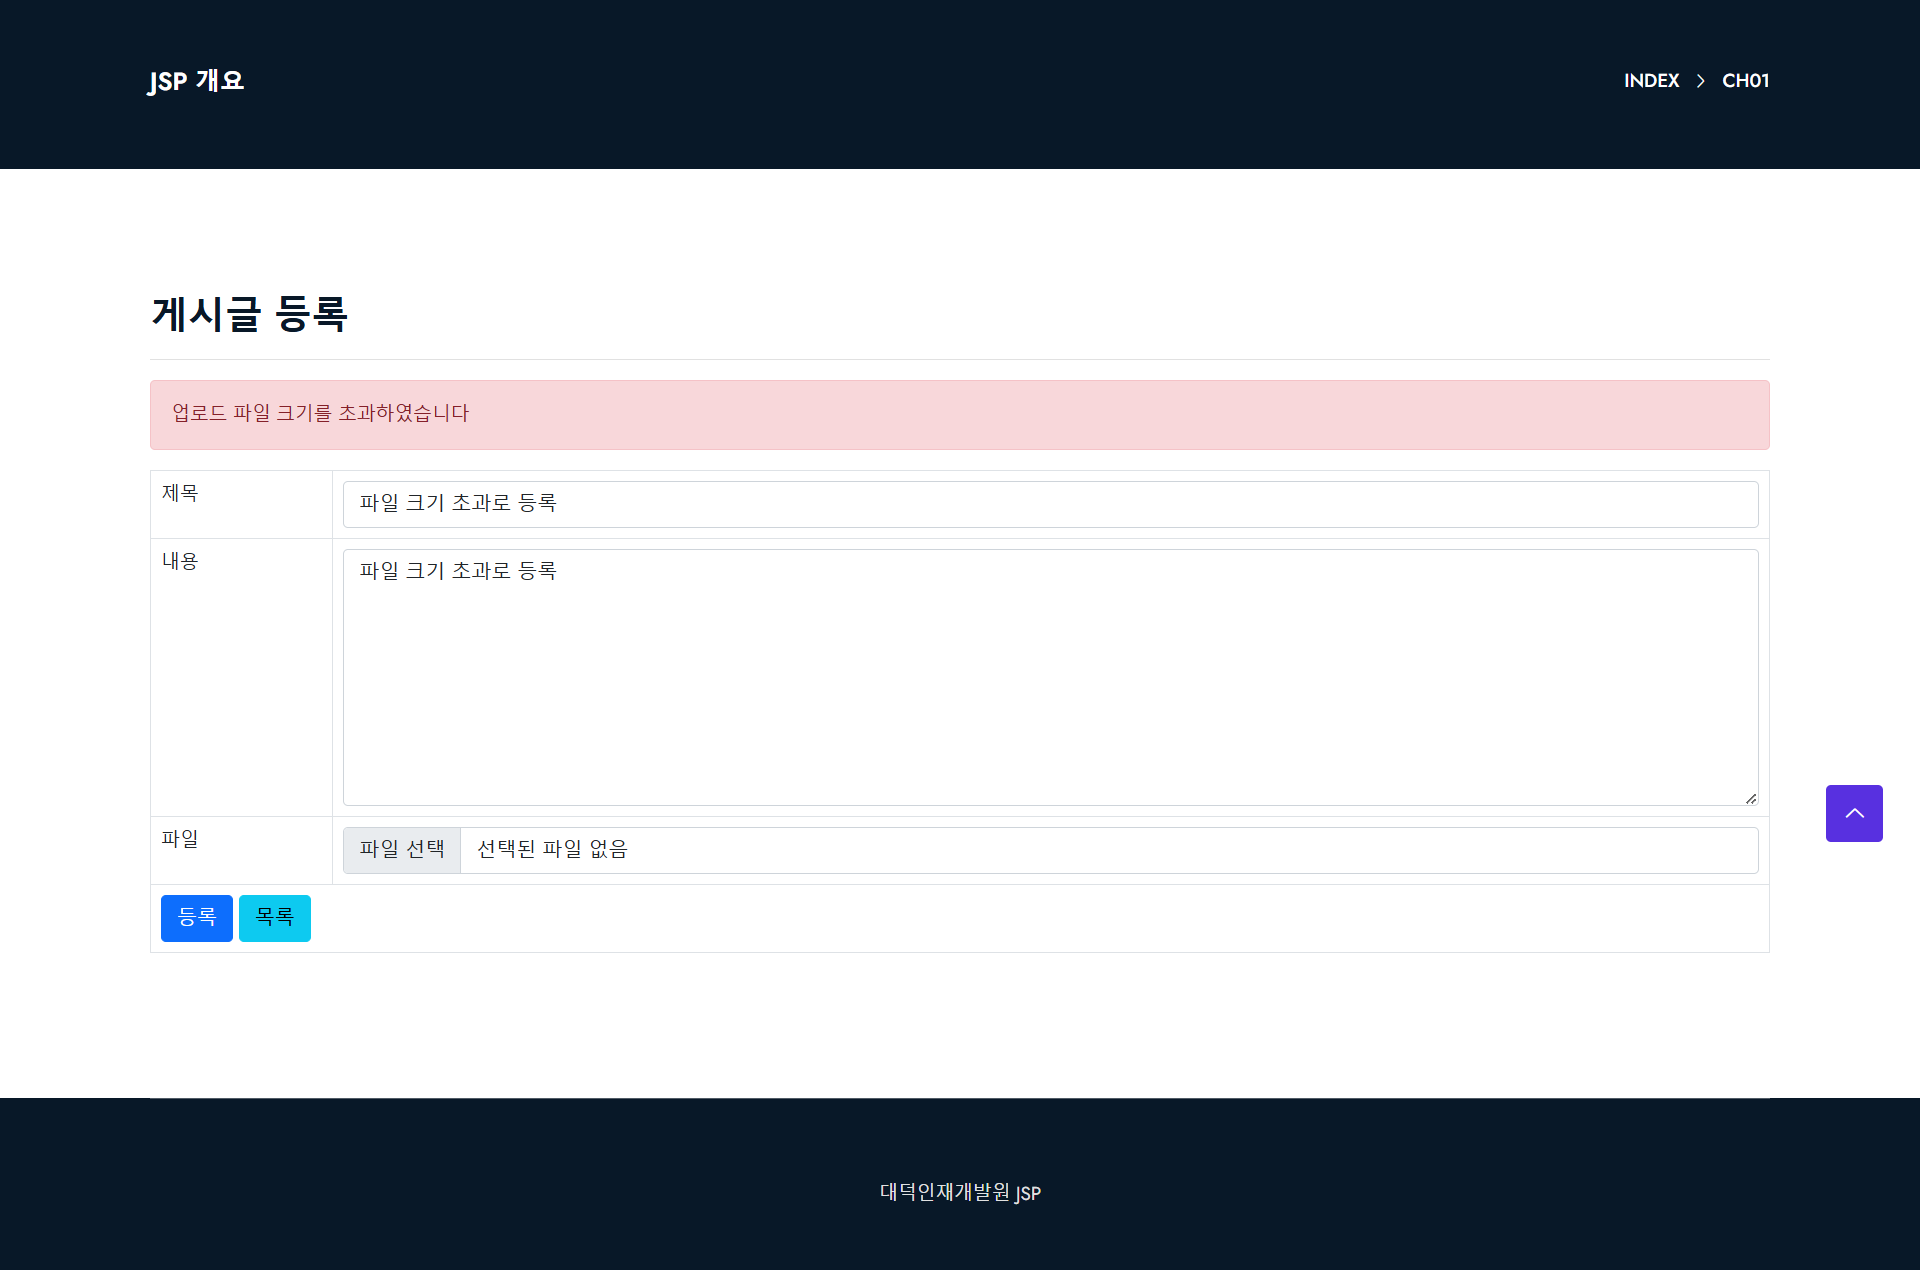 JSP 개요
INDEX
CH01
게시글 등록
업로드 파일 크기를 초과하였습니다
제목
파일 크기 초과로 등록
내용
파일 크기 초과로 등록
파일
파일 선택
선택된 파일 없음
등록
목록
대덕인재개발원 JSP